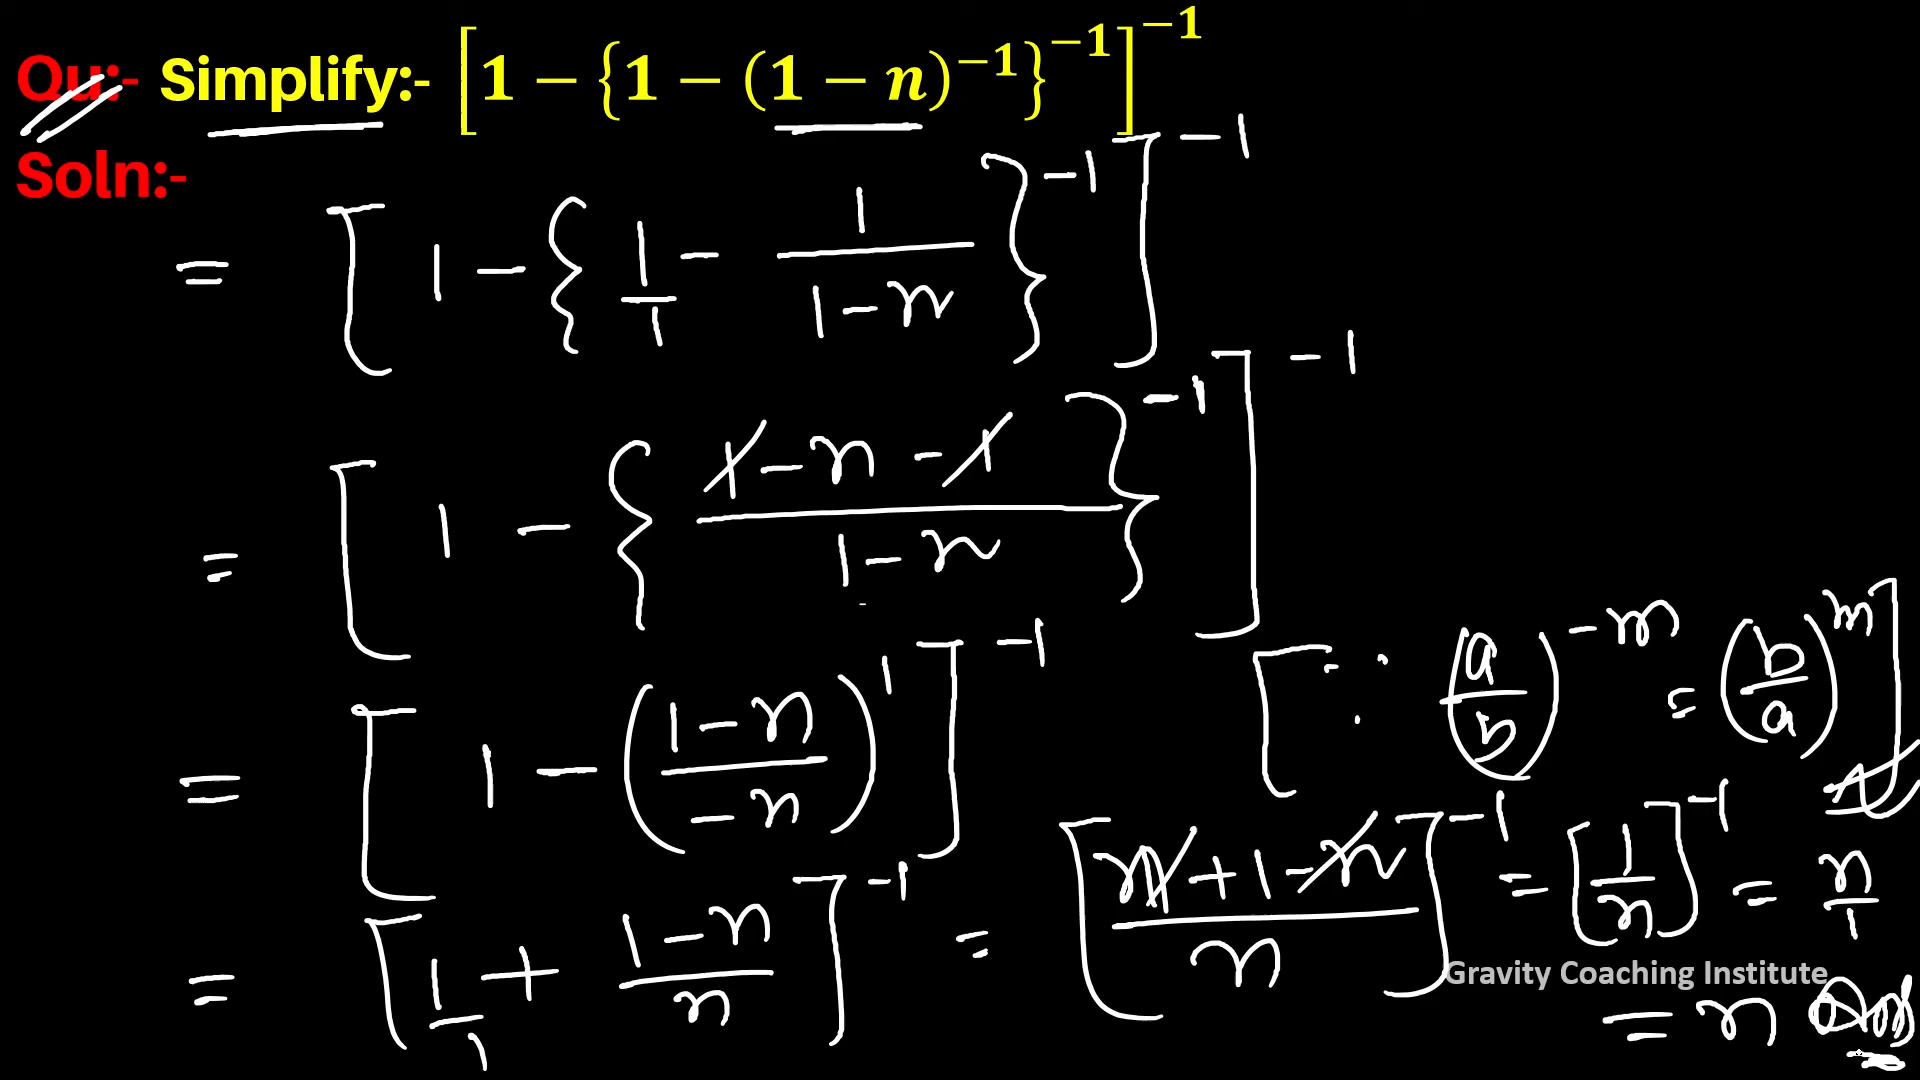 Qu:- Simplify:- [1 − {1 − (1 − n)⁻¹}⁻¹]⁻¹
Soln:-
= [1 − {1/1 − 1/(1−n)}⁻¹]⁻¹
= [1 − {(1−n−1)/(1−n)}⁻¹]⁻¹
= [1 − ((1−n)/(−n))¹]⁻¹ [∵ (a/b)⁻ᵐ = (b/a)ᵐ]
= [1/1 + (1−n)/n]⁻¹ = [(n+1−n)/n]⁻¹ = [1/n]⁻¹ = n/1
Gravity Coaching Institute
= n Ans